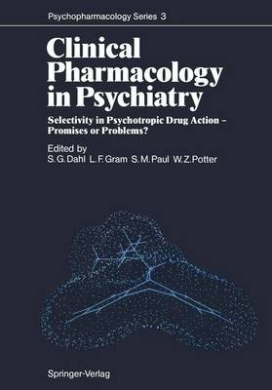 Psychopharmacology Series 3
Clinical
Pharmacology
in Psychiatry
Selectivity in Psychotropic Drug Action –
Promises or Problems?
Edited by
S.G.Dahl L.F.Gram S.M.Paul W.Z.Potter
Springer-Verlag